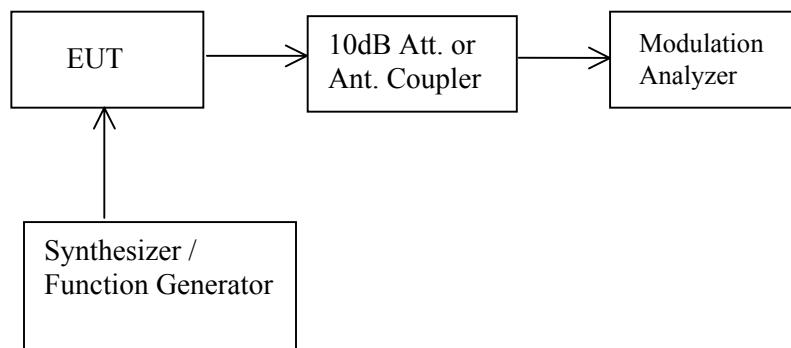 EUT
10dB Att. or
Ant. Coupler
Modulation
Analyzer
Synthesizer /
Function Generator